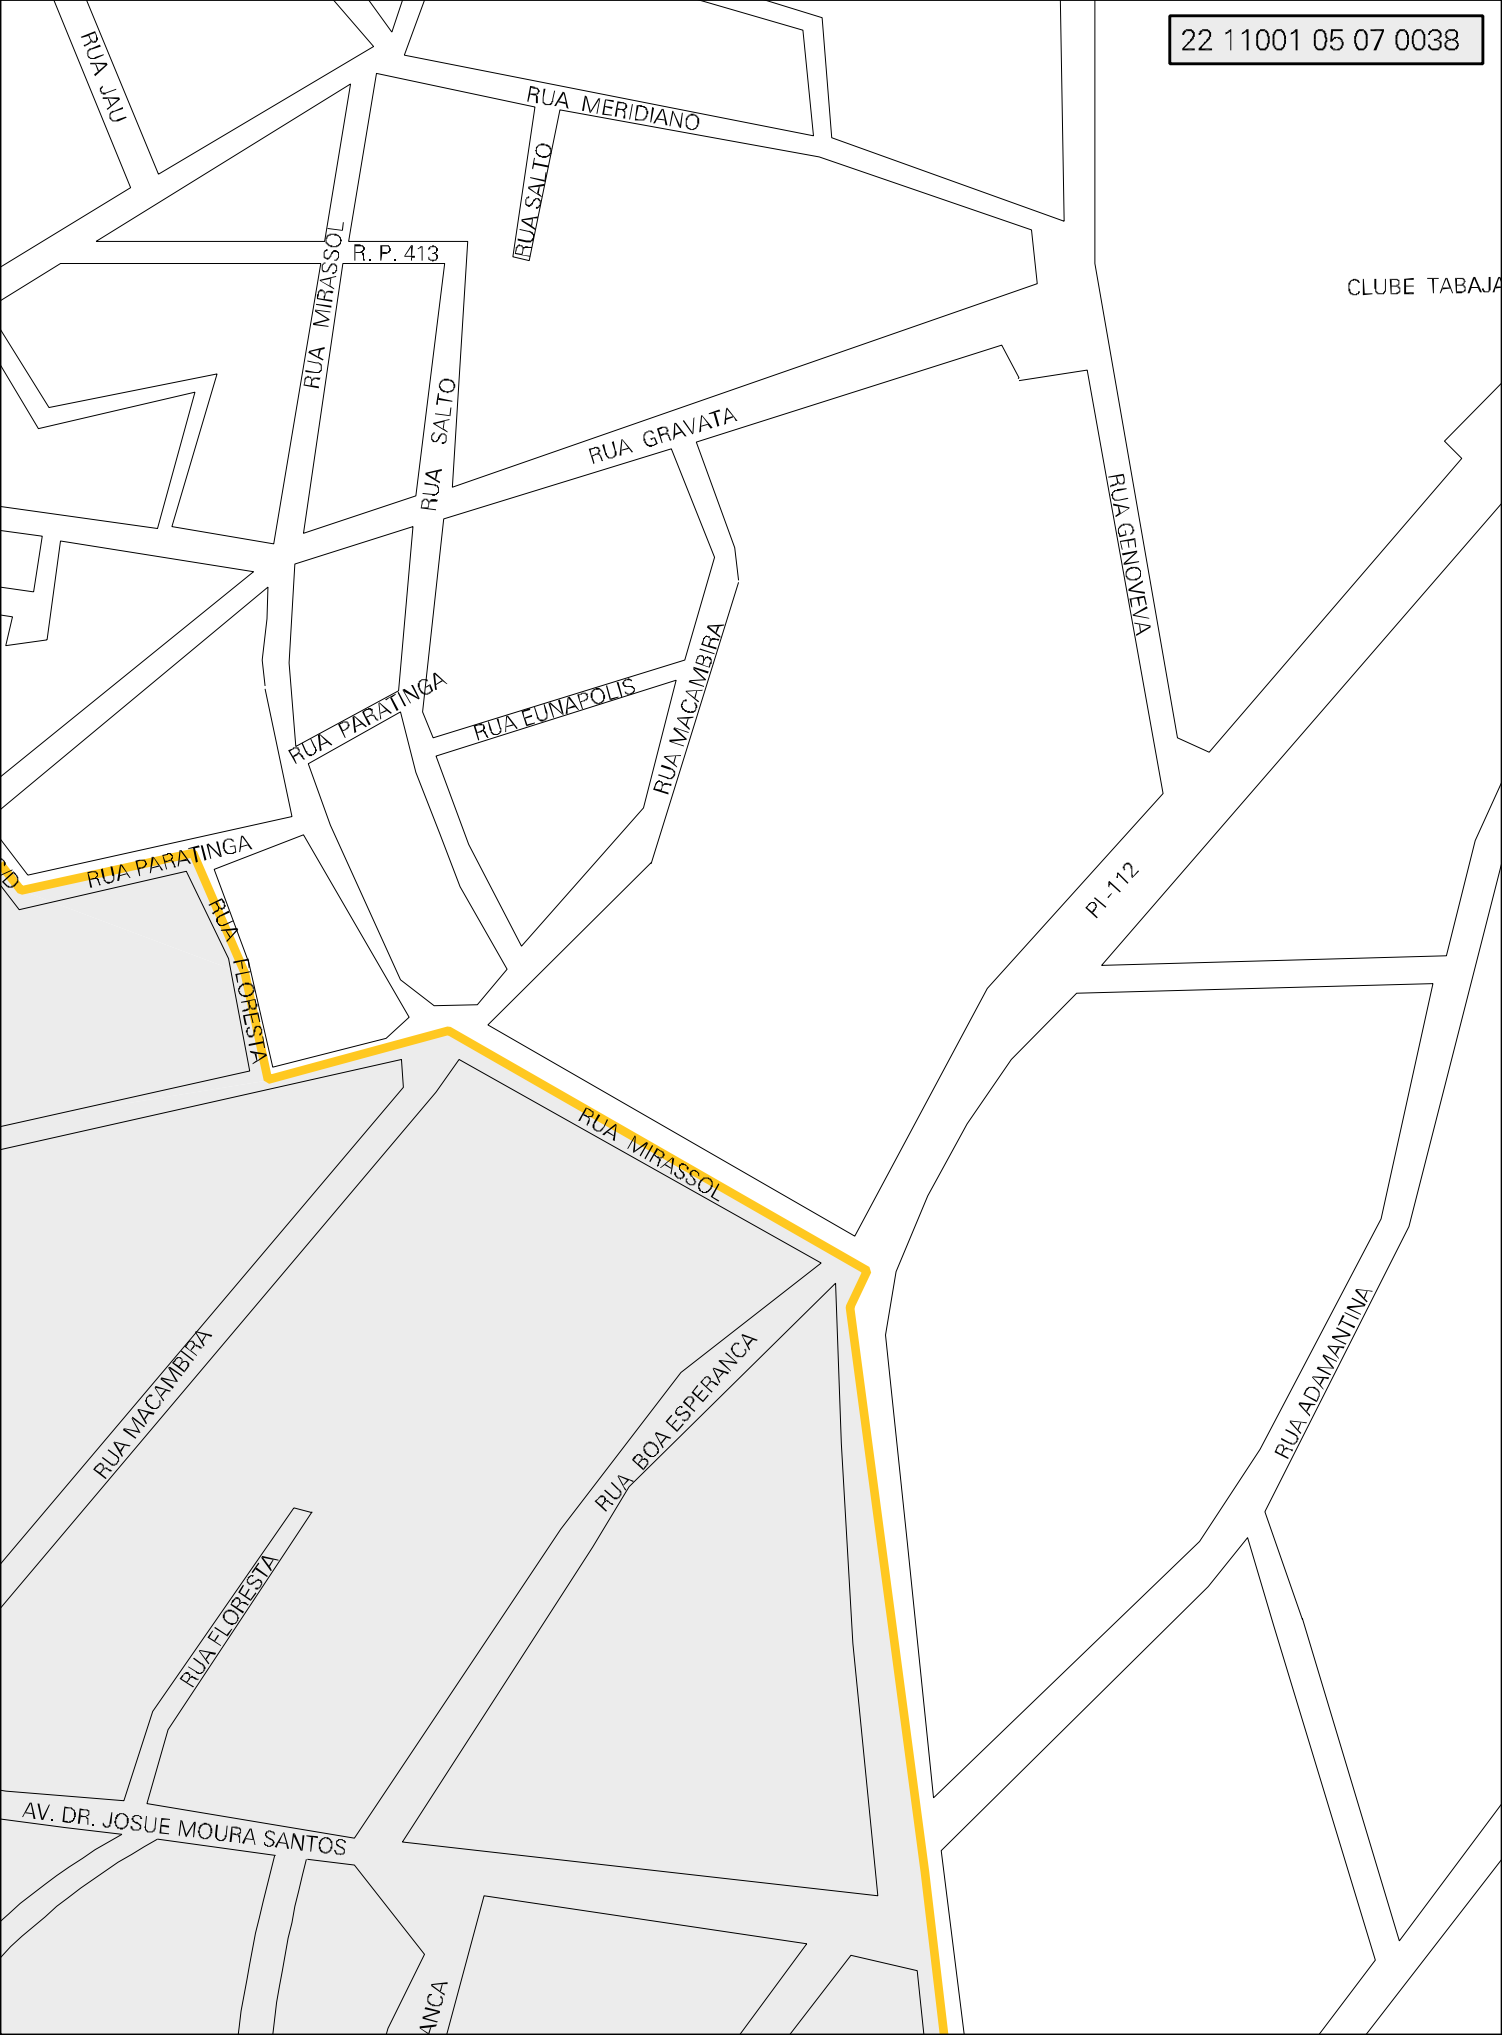 22 11001 05 07 0038
RUA JAU
RUA MERIDIANO
RUA SALTO
RUA MIRASSOL
R. P. 413
CLUBE TABAJA
RUA SALTO
RUA GRAVATA
RUA GENOVEVA
RUA MACAMBIRA
RUA PARATINGA
RUA EUNAPOLIS
RUA PARATINGA
PI-112
RUA FLORESTA
RUA MIRASSOL
RUA ADAMANTINA
RUA MACAMBIRA
RUA BOA ESPERANCA
RUA FLORESTA
AV. DR. JOSUE MOURA SANTOS
ANCA